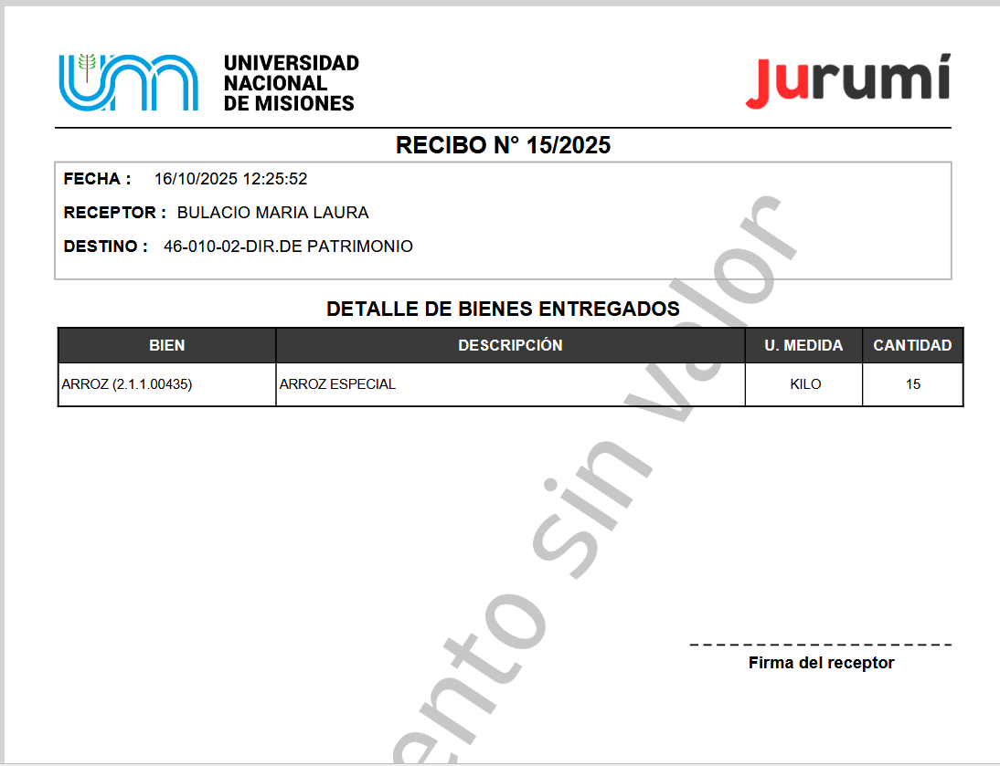 UNIVERSIDAD
NACIONAL
DE MISIONES
Jurumí
RECIBO N° 15/2025
FECHA : 16/10/2025 12:25:52
RECEPTOR : BULACIO MARIA LAURA
DESTINO : 46-010-02-DIR.DE PATRIMONIO
DETALLE DE BIENES ENTREGADOS
BIEN DESCRIPCIÓN U. MEDIDA CANTIDAD
ARROZ (2.1.1.00435) ARROZ ESPECIAL KILO 15
ento sin valor
Firma del receptor